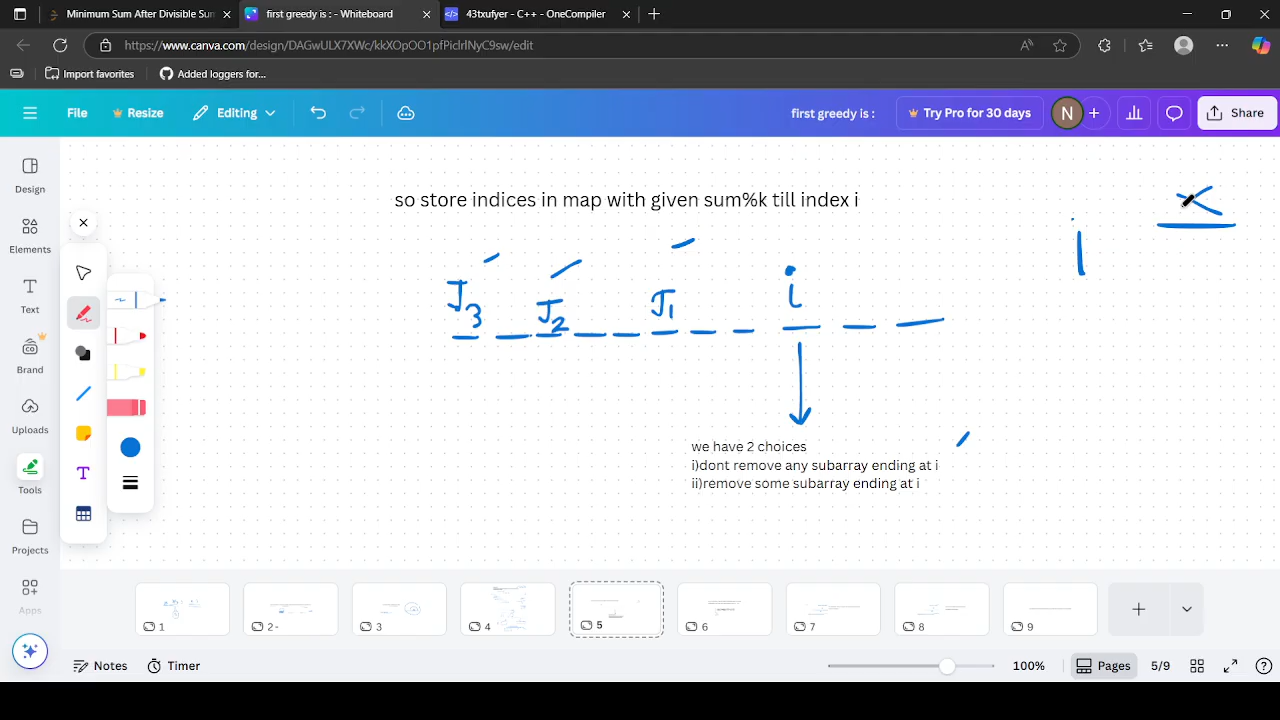 Minimum Sum After Divisible Sun
first greedy is : - Whiteboard
43txufyer - C++ - OneCompiler
https://www.canva.com/design/DAGwULX7XWc/kkXOpOO1pfPiclrlNyC9sw/edit
Import favorites
Added loggers for...
File
Resize
Editing
first greedy is :
Try Pro for 30 days
N
Share
Design
Elements
Text
Brand
Uploads
Tools
Projects
Apps
so store indices in map with given sum%k till index i
J3
J2
J1
i
i
x
we have 2 choices
i)dont remove any subarray ending at i
ii)remove some subarray ending at i
1
2-
3
4
5
6
7
8
9
Notes
Timer
100%
Pages
5/9